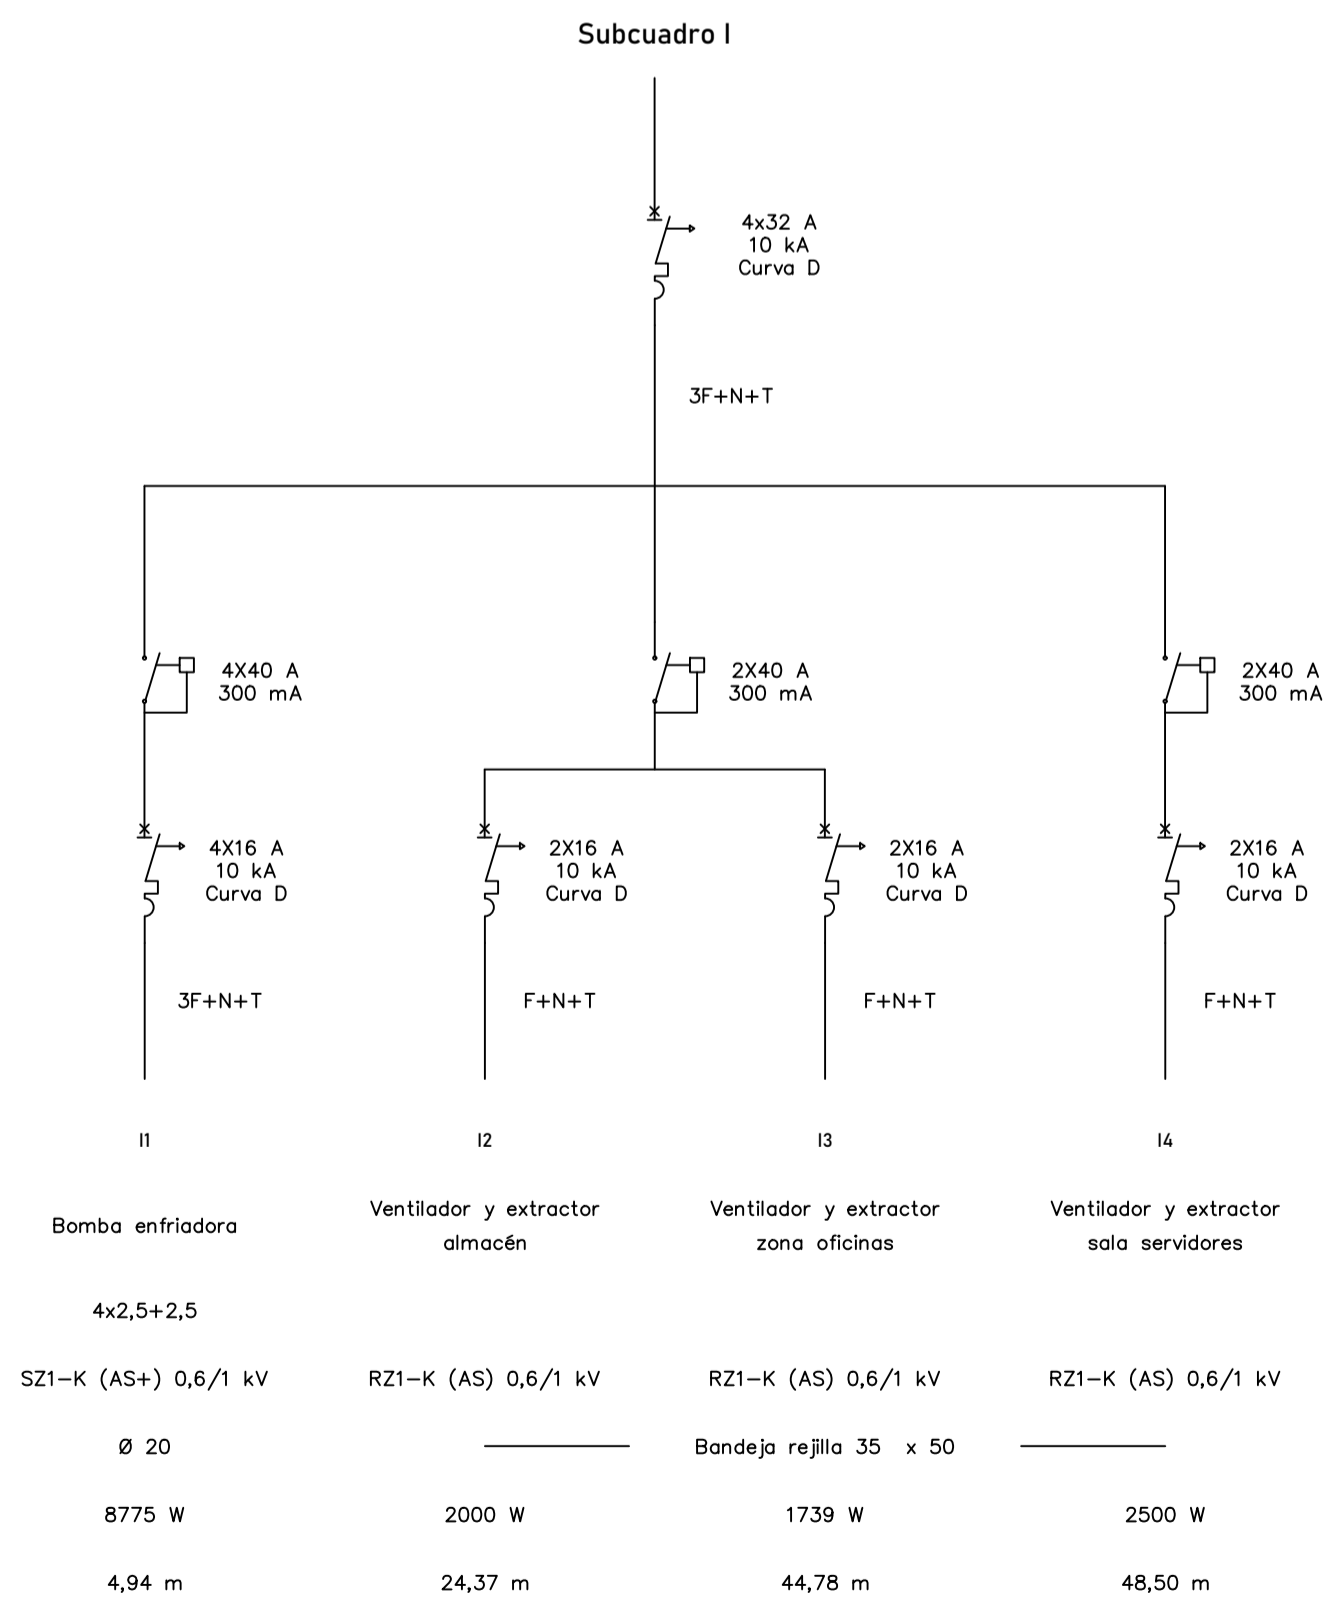 Subcuadro I
4x32 A
10 kA
Curva D
3F+N+T
4X40 A
300 mA
2X40 A
300 mA
2X40 A
300 mA
4X16 A
10 kA
Curva D
2X16 A
10 kA
Curva D
2X16 A
10 kA
Curva D
2X16 A
10 kA
Curva D
3F+N+T
F+N+T
F+N+T
F+N+T
I1
I2
I3
I4
Bomba enfriadora
Ventilador y extractor
almacén
Ventilador y extractor
zona oficinas
Ventilador y extractor
sala servidores
4x2,5+2,5
SZ1-K (AS+) 0,6/1 kV
RZ1-K (AS) 0,6/1 kV
RZ1-K (AS) 0,6/1 kV
RZ1-K (AS) 0,6/1 kV
Ø 20
Bandeja rejilla 35 x 50
8775 W
2000 W
1739 W
2500 W
4,94 m
24,37 m
44,78 m
48,50 m